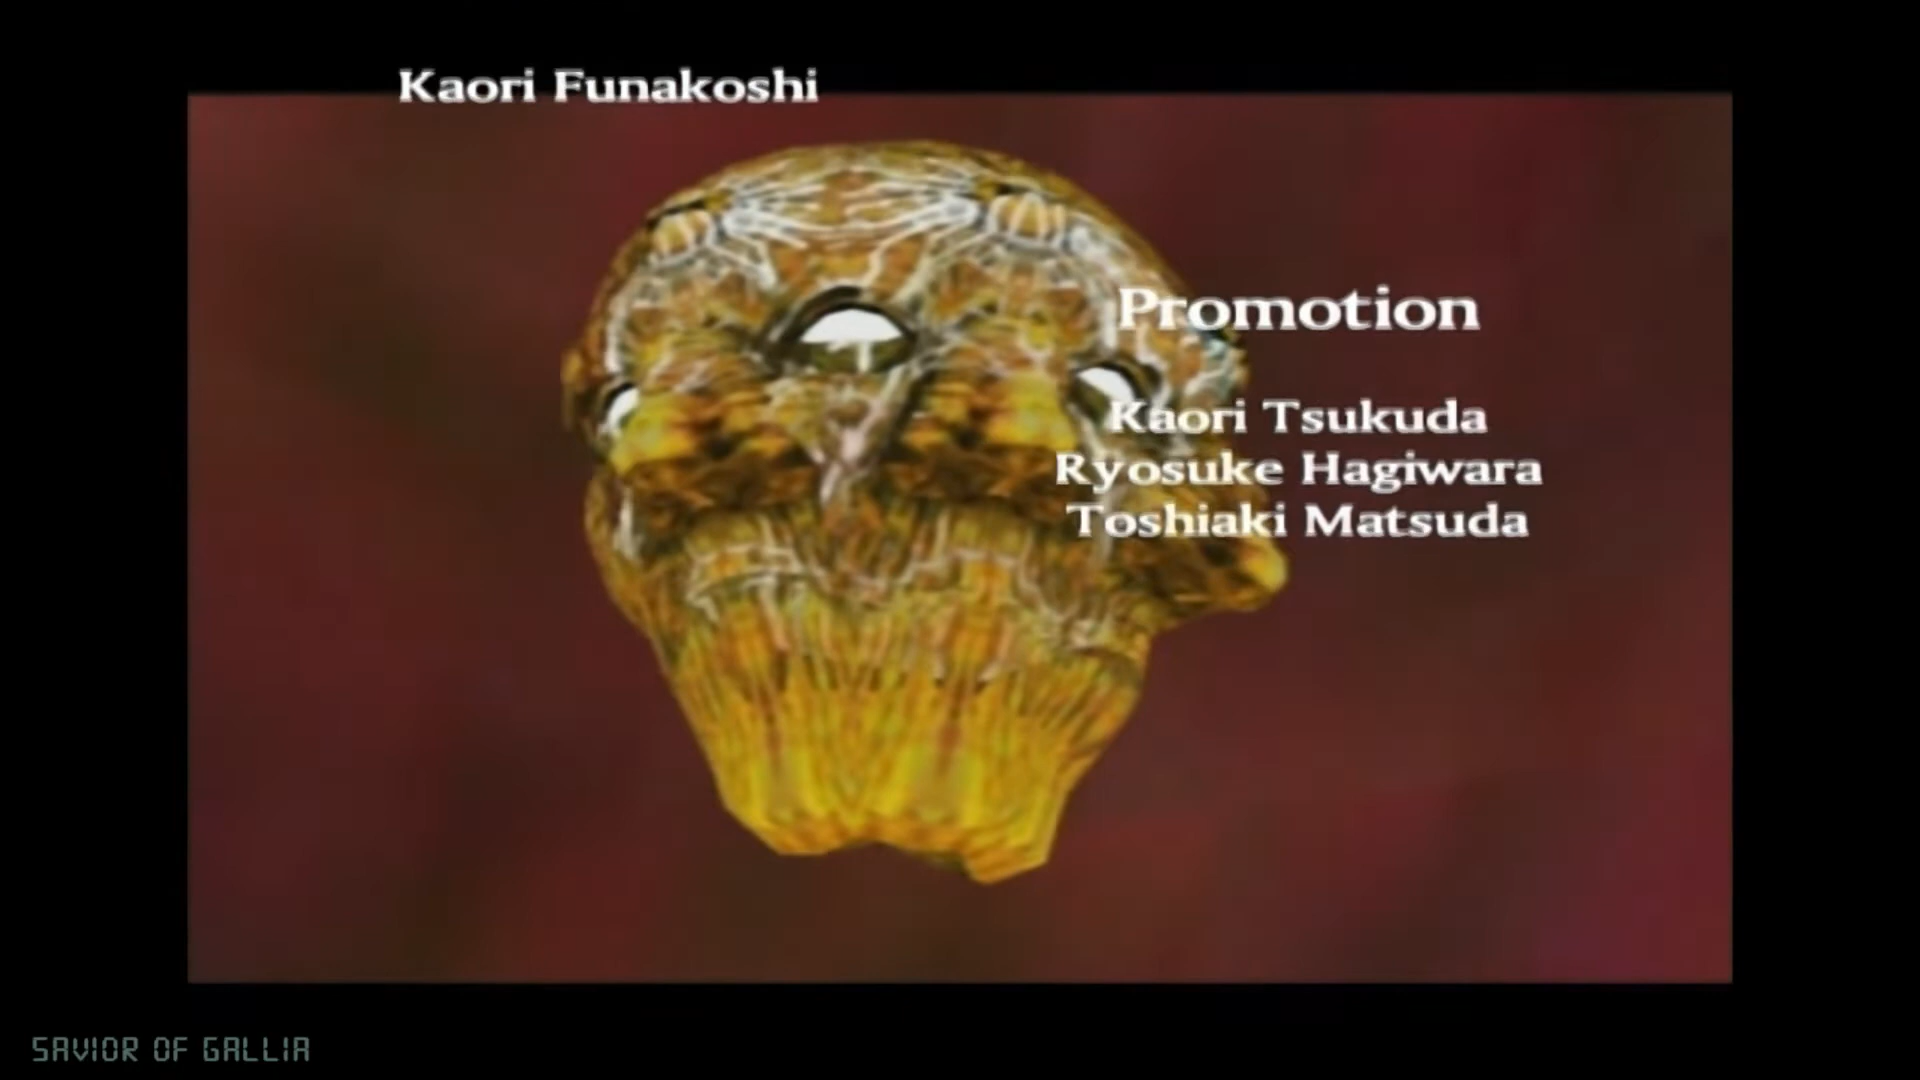 Kaori Funakoshi
Promotion
Kaori Tsukuda
Ryosuke Hagiwara
Toshiaki Matsuda
SAVIOR OF GALLIA